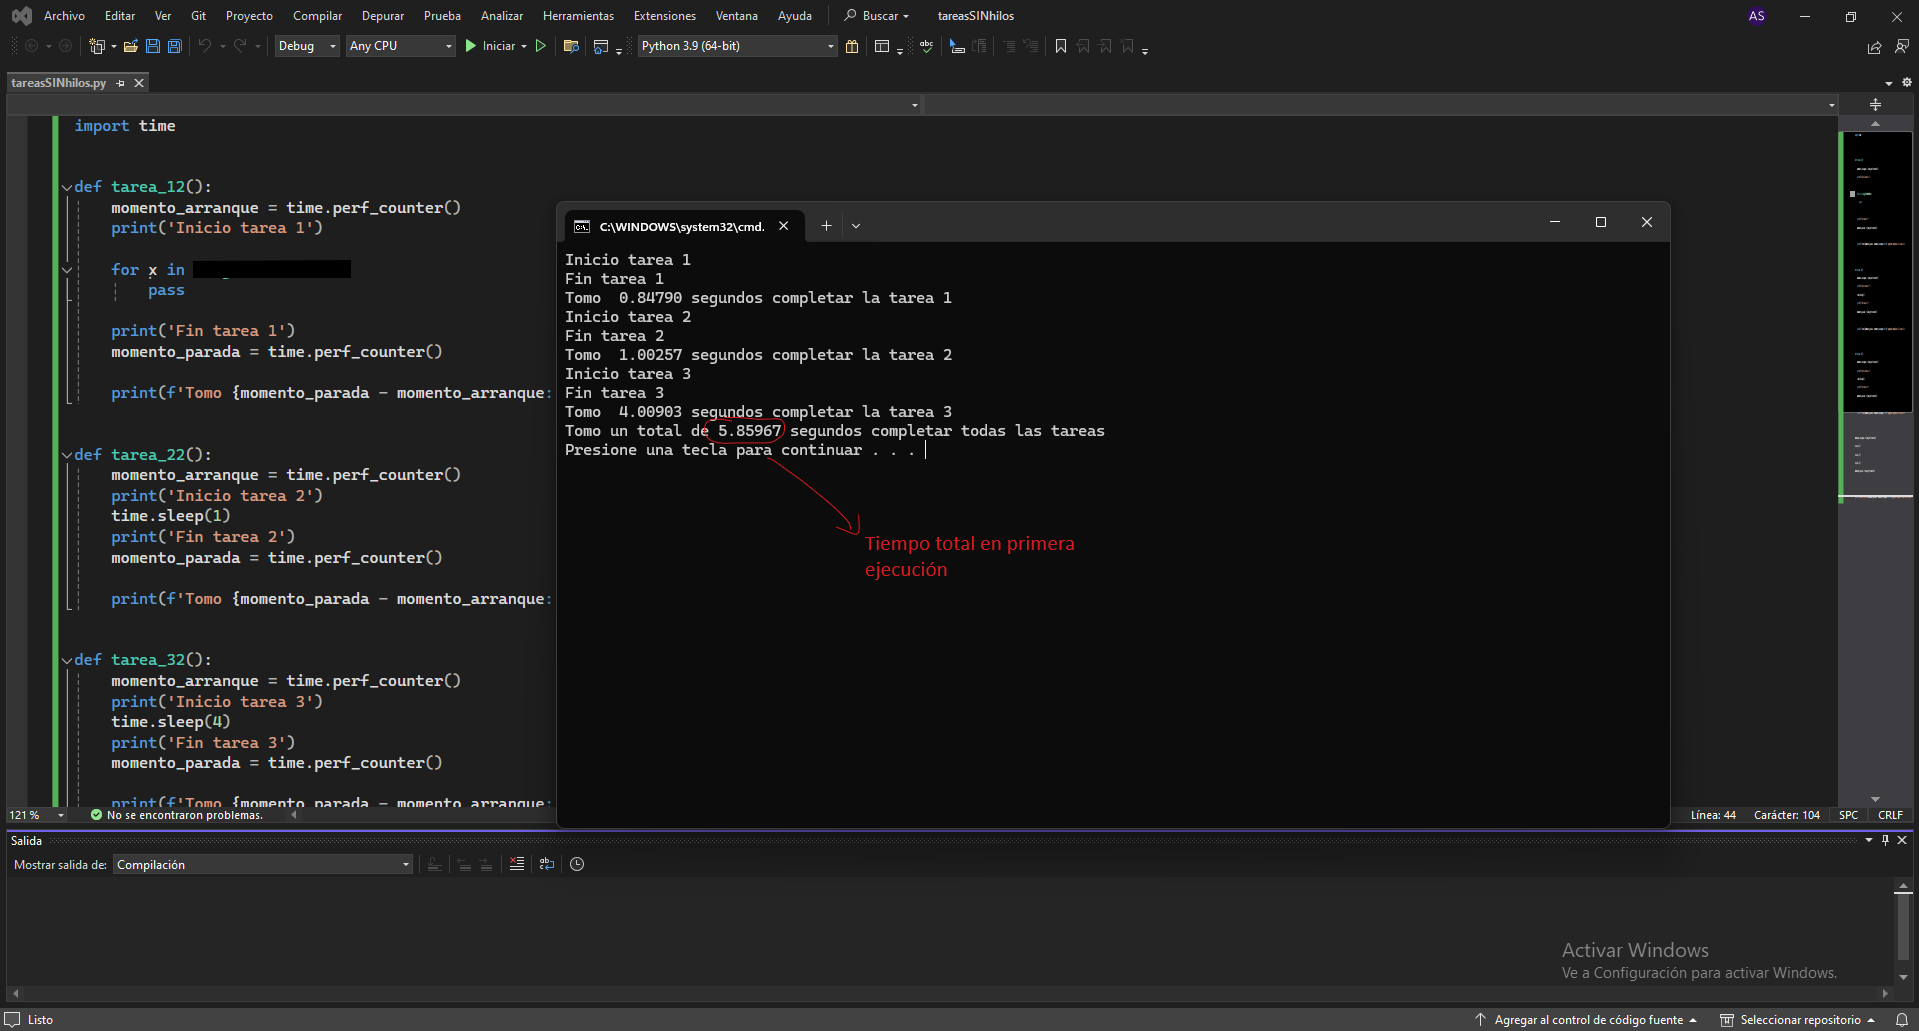 Archivo Editar Ver Git Proyecto Compilar Depurar Prueba Analizar Herramientas Extensiones Ventana Ayuda Buscar tareasSINhilos AS
Debug Any CPU Iniciar Python 3.9 (64-bit) abc
tareasSINhilos.py
import time
def tarea_12():
momento_arranque = time.perf_counter()
print('Inicio tarea 1')
for x in
pass
print('Fin tarea 1')
momento_parada = time.perf_counter()
print(f'Tomo {momento_parada - momento_arranque:
def tarea_22():
momento_arranque = time.perf_counter()
print('Inicio tarea 2')
time.sleep(1)
print('Fin tarea 2')
momento_parada = time.perf_counter()
print(f'Tomo {momento_parada - momento_arranque:
def tarea_32():
momento_arranque = time.perf_counter()
print('Inicio tarea 3')
time.sleep(4)
print('Fin tarea 3')
momento_parada = time.perf_counter()
print(f'Tomo {momento_parada - momento_arranque:
C:\WINDOWS\system32\cmd.
Inicio tarea 1
Fin tarea 1
Tomo  0.84790 segundos completar la tarea 1
Inicio tarea 2
Fin tarea 2
Tomo  1.00257 segundos completar la tarea 2
Inicio tarea 3
Fin tarea 3
Tomo  4.00903 segundos completar la tarea 3
Tomo un total de 5.85967 segundos completar todas las tareas
Presione una tecla para continuar . . .
Tiempo total en primera
ejecución
121 % No se encontraron problemas. Línea: 44 Carácter: 104 SPC CRLF
Salida
Mostrar salida de: Compilación
Activar Windows
Ve a Configuración para activar Windows.
Listo Agregar al control de código fuente Seleccionar repositorio